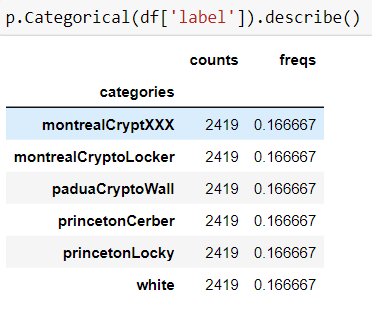 p.Categorical(df['label']).describe()
counts freqs
categories
montrealCryptXXX 2419 0.166667
montrealCryptoLocker 2419 0.166667
paduaCryptoWall 2419 0.166667
princetonCerber 2419 0.166667
princetonLocky 2419 0.166667
white 2419 0.166667